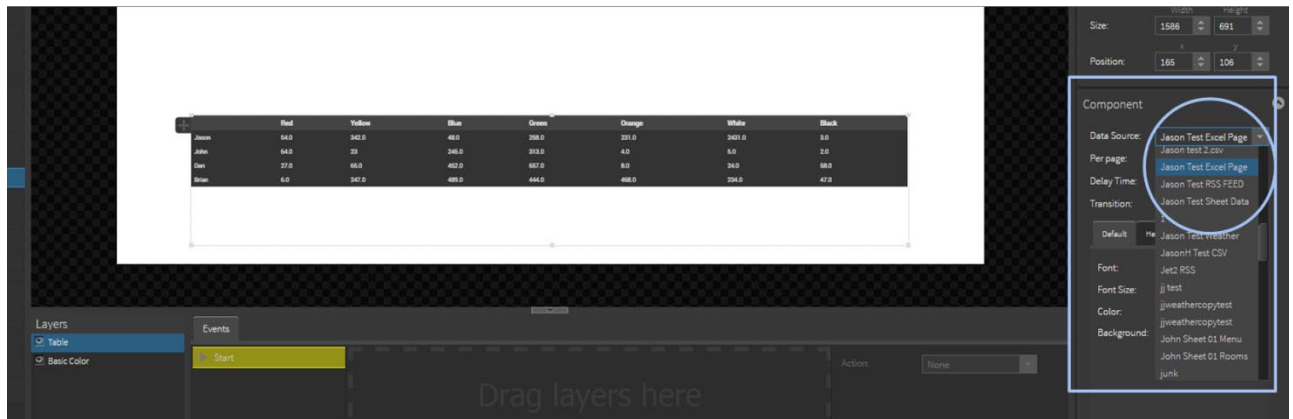 Width Height
Size: 1586 691
x y
Position: 165 106
Component
Data Source: Jason Test Excel Page
Jason test 2.csv
Per page: Jason Test Excel Page
Delay Time: Jason Test RSS FEED
Transition: Jason Test Sheet Data
Default Jason Test Weather
JasonH Test CSV
Font: Jet2 RSS
Font Size: jj test
jjweathercopytest
Color: jjweathercopytest
Background: John Sheet 01 Menu
John Sheet 01 Rooms
junk
Red Yellow Blue Green Orange White Black
Jason 54.0 342.0 48.0 258.0 231.0 2431.0 3.0
John 64.0 23 246.0 313.0 4.0 5.0 2.0
Dan 27.0 65.0 452.0 657.0 8.0 24.0 58.0
Brian 6.0 347.0 489.0 444.0 468.0 234.0 47.0
Layers
Table
Basic Color
Events
Start
Drag layers here
Action: None